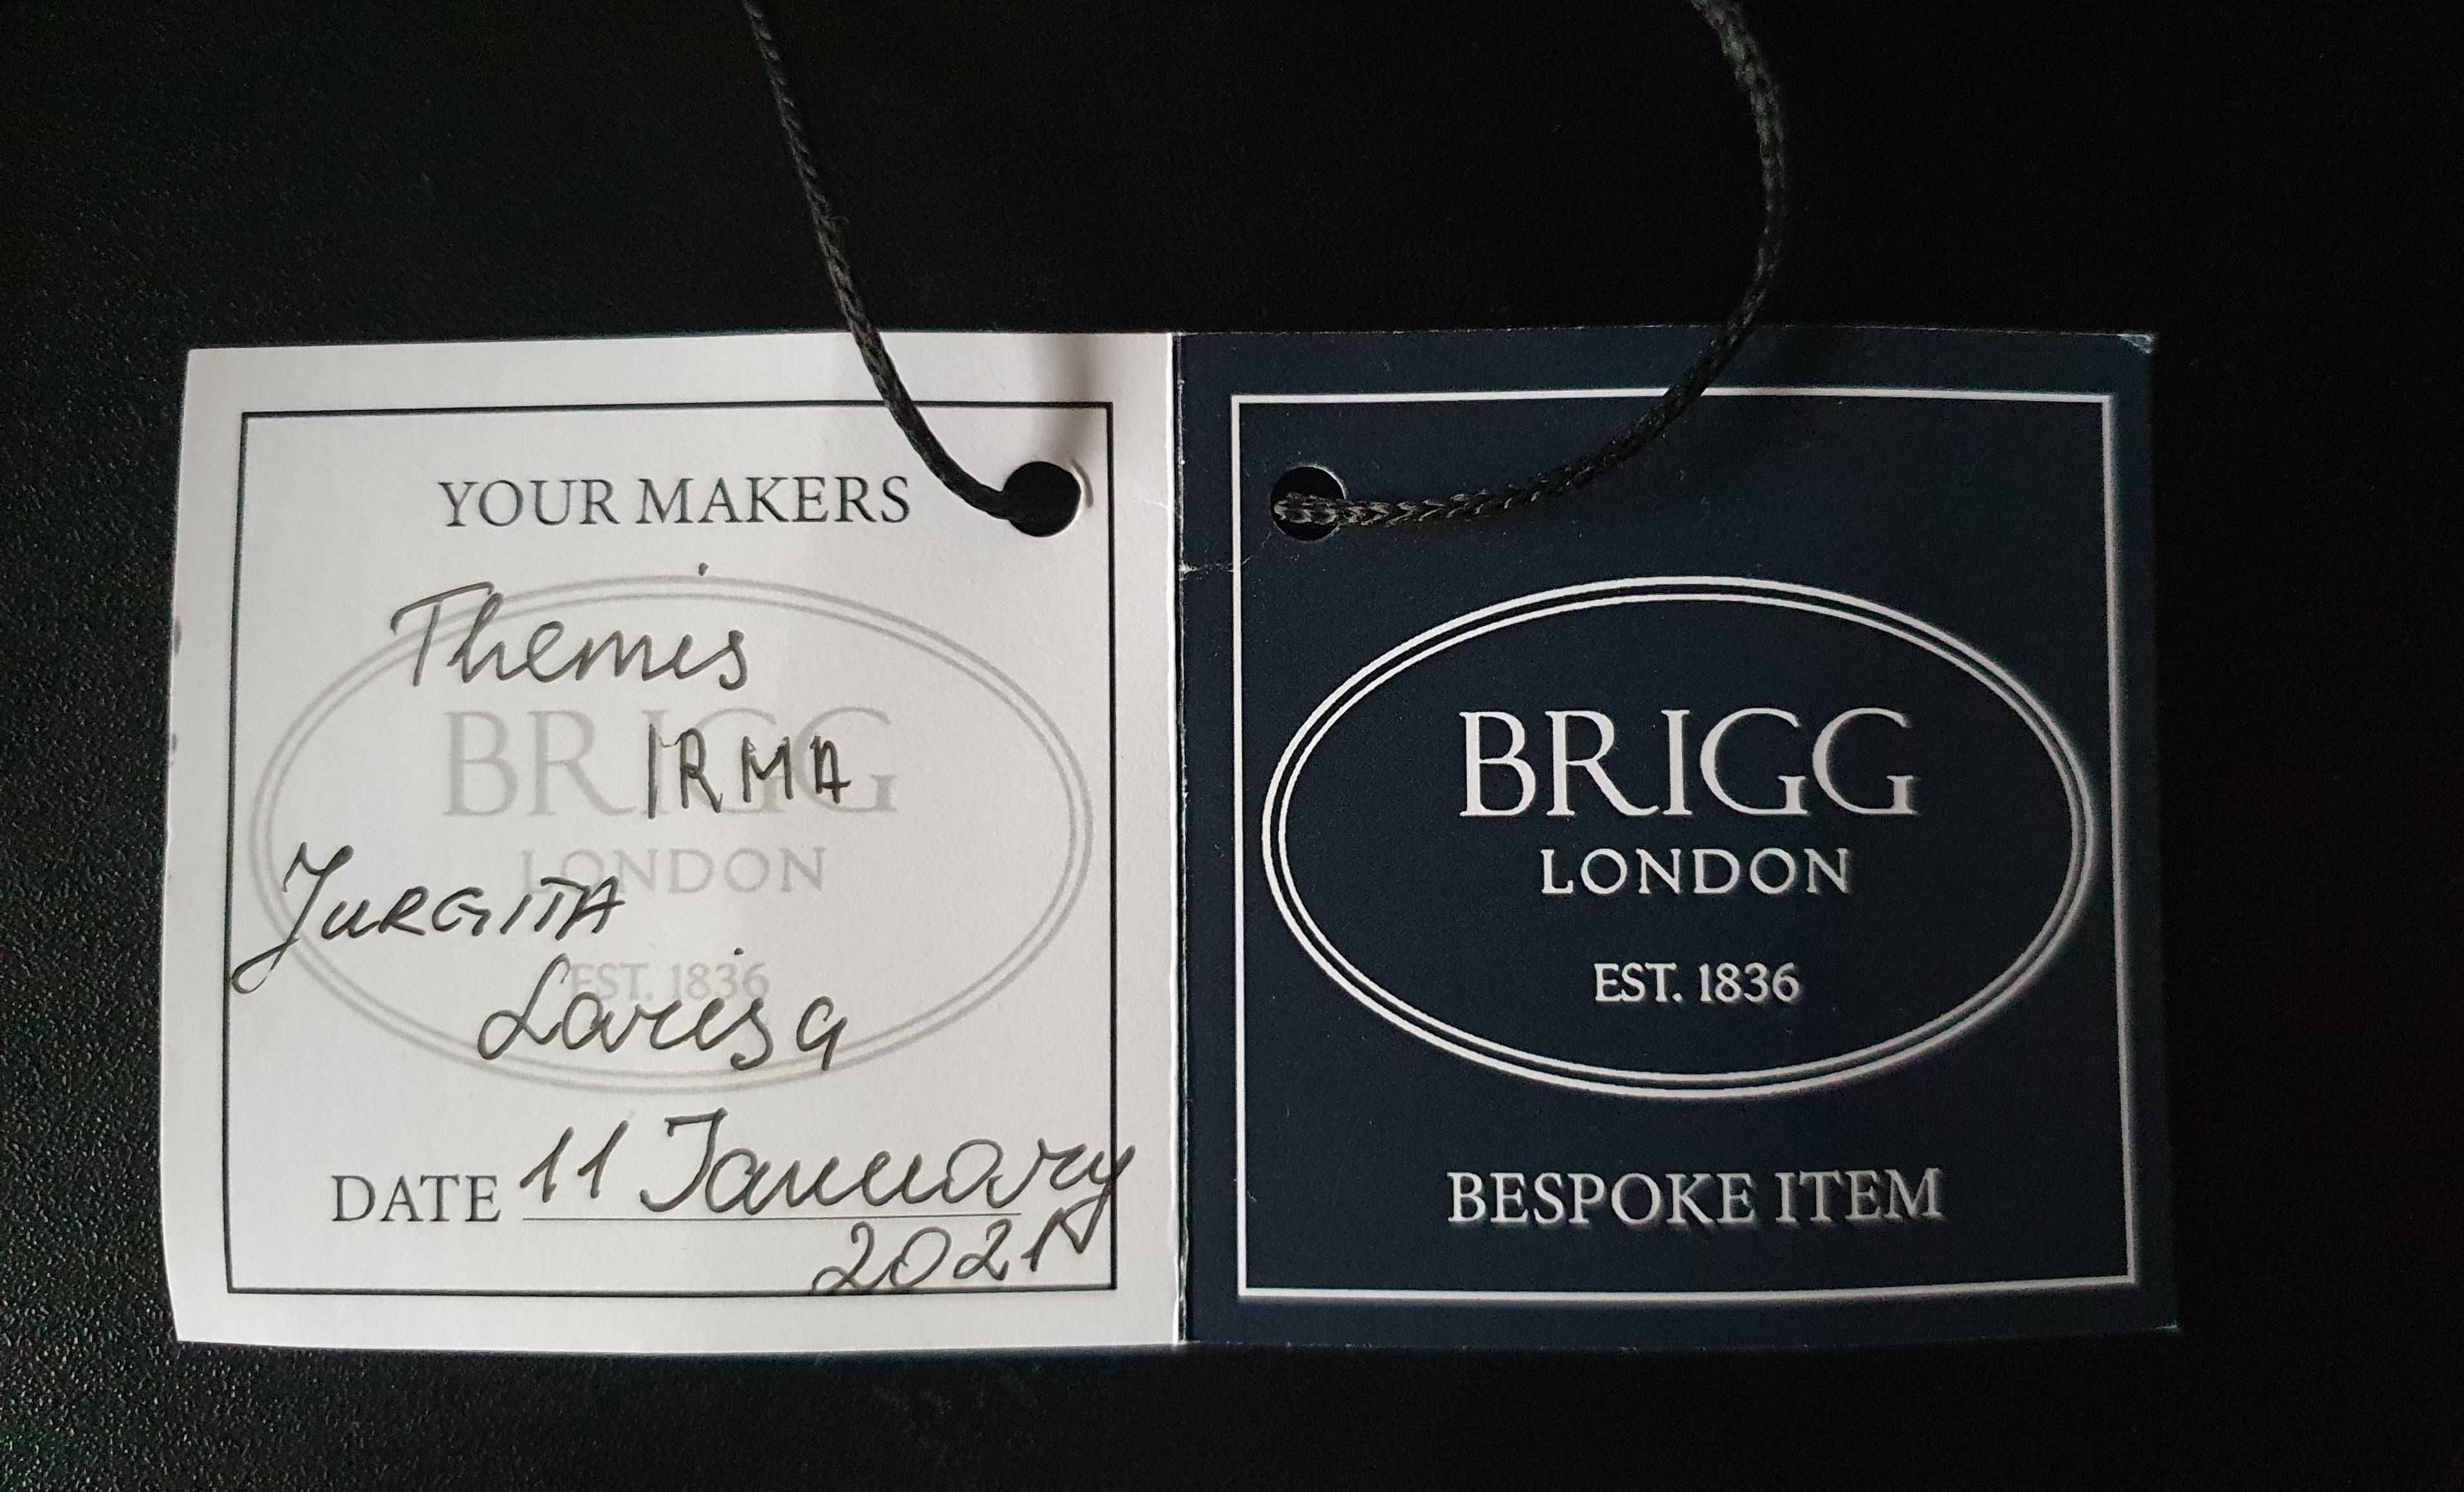 YOUR MAKERS
Themis
BRIGG
IRMA
LONDON
JURGITA
EST. 1836
Larisa
DATE 11 January
2021
BRIGG
LONDON
EST. 1836
BESPOKE ITEM